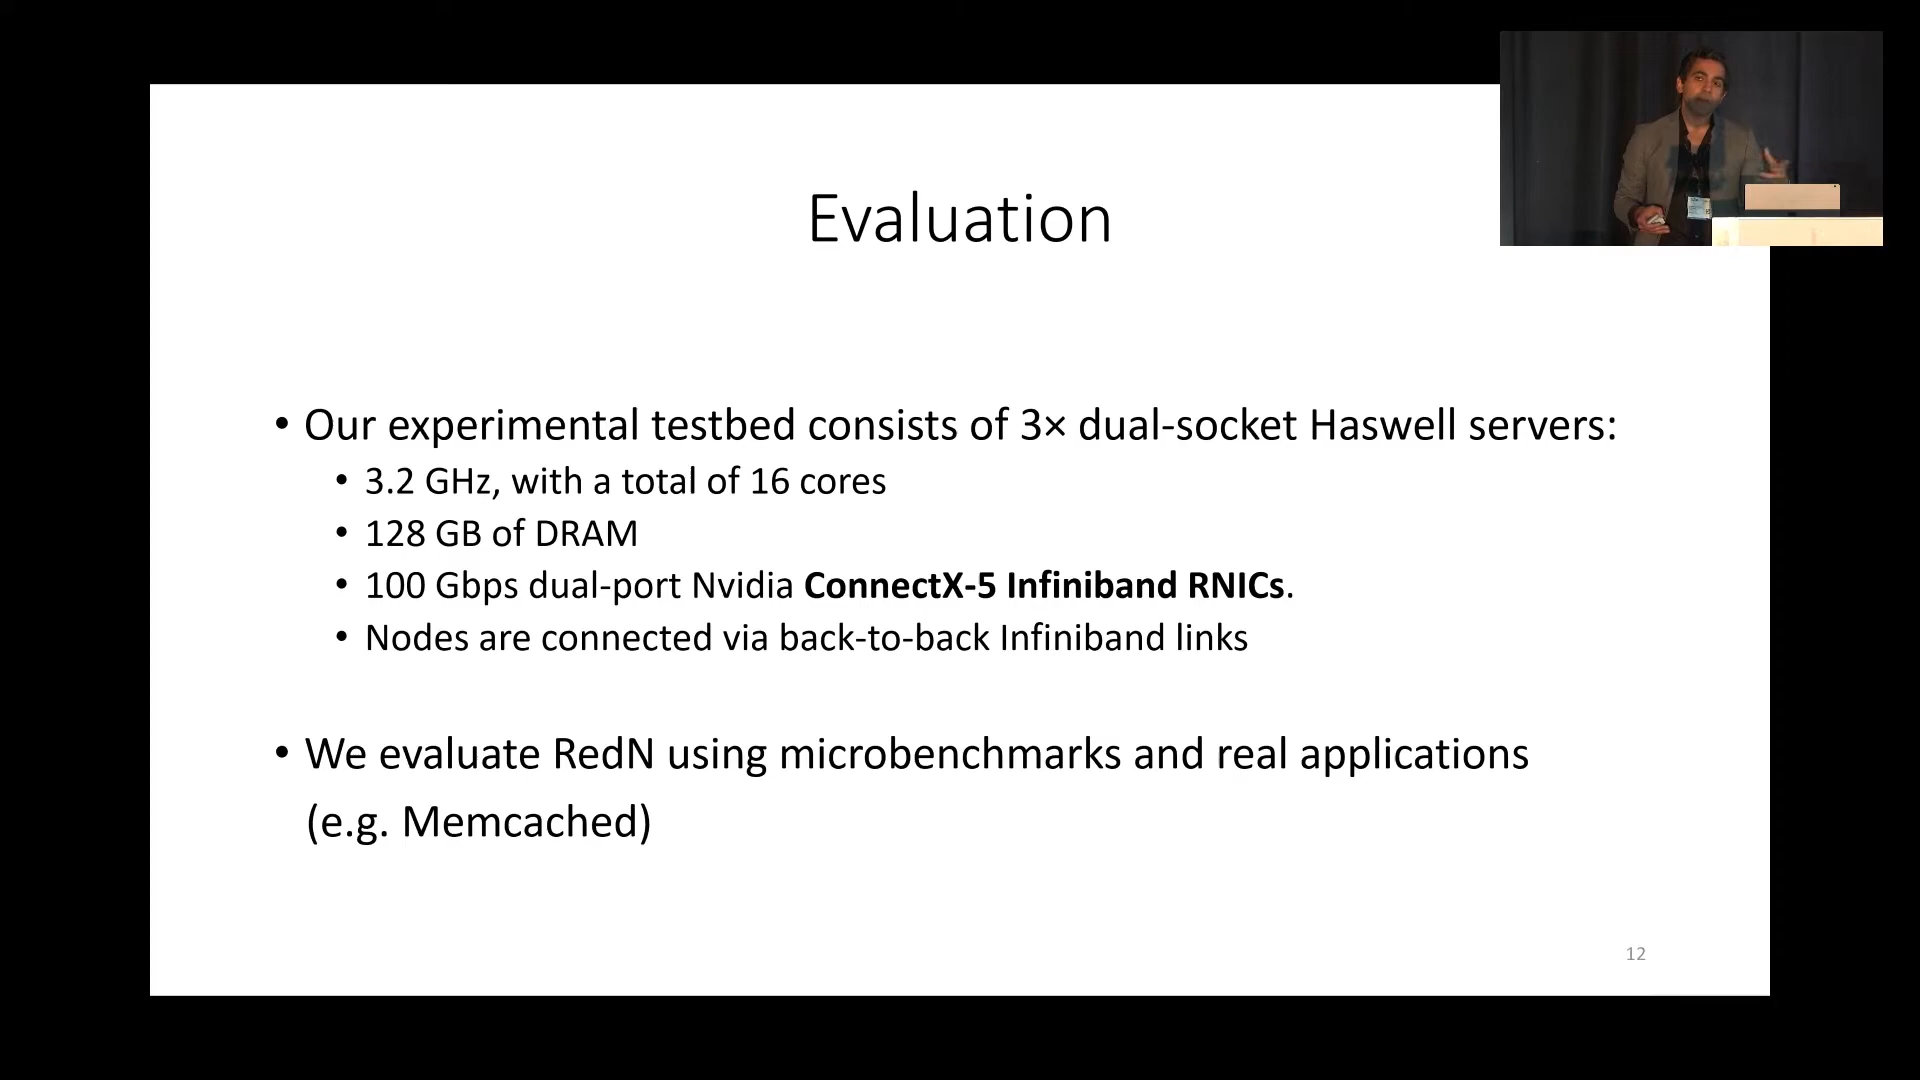 Evaluation
• Our experimental testbed consists of 3× dual-socket Haswell servers:
• 3.2 GHz, with a total of 16 cores
• 128 GB of DRAM
• 100 Gbps dual-port Nvidia ConnectX-5 Infiniband RNICs.
• Nodes are connected via back-to-back Infiniband links
• We evaluate RedN using microbenchmarks and real applications
(e.g. Memcached)
12